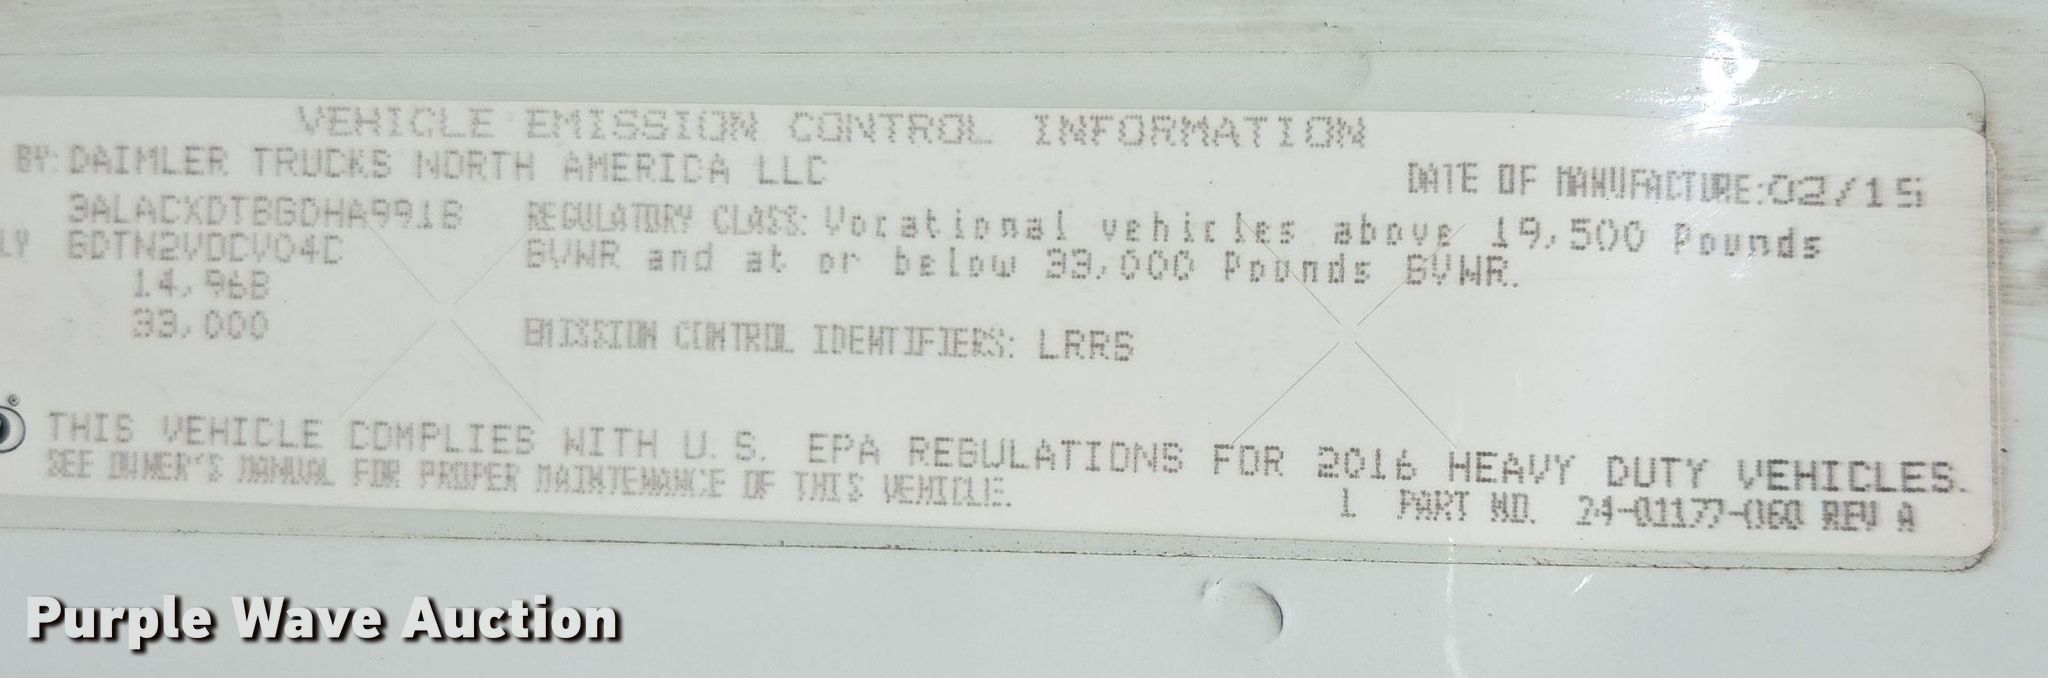 VEHICLE EMISSION CONTROL INFORMATION
BY: DAIMLER TRUCKS NORTH AMERICA LLC
DATE OF MANUFACTURE: 02/15
3ALACXDTBGDHA9918
REGULATORY CLASS: Vocational vehicles above 19,500 Pounds
LY GDTN2VDCV04C
GVWR and at or below 33,000 Pounds GVWR.
14,968
33,000
EMISSION CONTROL IDENTIFIERS: LRRS
THIS VEHICLE COMPLIES WITH U.S. EPA REGULATIONS FOR 2016 HEAVY DUTY VEHICLES.
SEE OWNER'S MANUAL FOR PROPER MAINTENANCE OF THIS VEHICLE.
1 PART NO. 24-01177-060 REV A
Purple Wave Auction